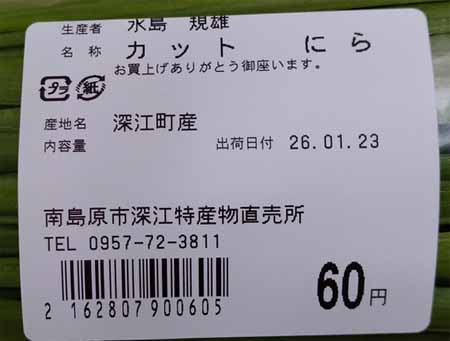 生産者 水島 規雄
名称 カット にら
お買上げありがとう御座います。
プラ 紙
産地名 深江町産
内容量 出荷日付 26.01.23
南島原市深江特産物直売所
TEL 0957-72-3811
2 162807 900605
60円